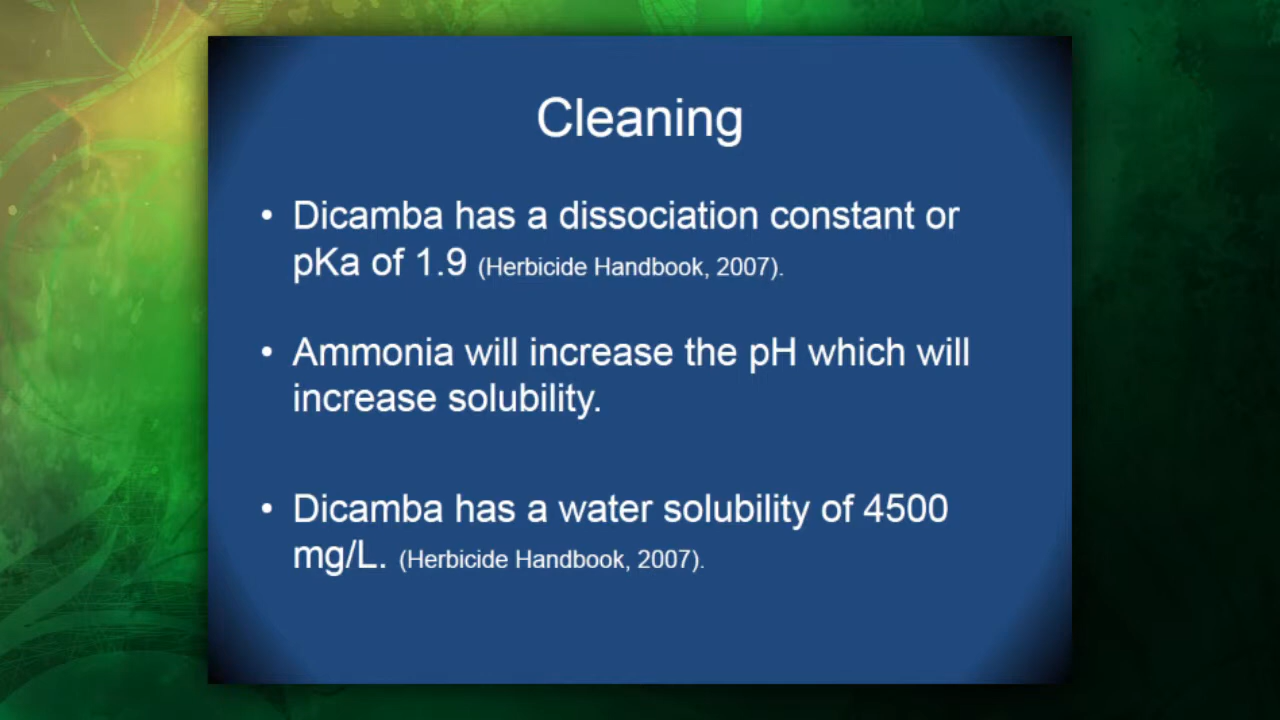 Cleaning
• Dicamba has a dissociation constant or
pKa of 1.9 (Herbicide Handbook, 2007).
• Ammonia will increase the pH which will
increase solubility.
• Dicamba has a water solubility of 4500
mg/L. (Herbicide Handbook, 2007).